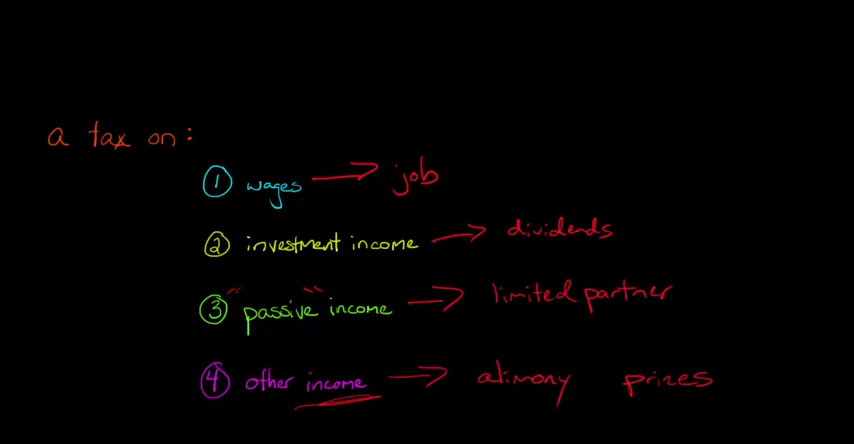 a tax on:
① wages → job
② investment income → dividends
③ "passive" income → limited partner
④ other income → alimony prizes